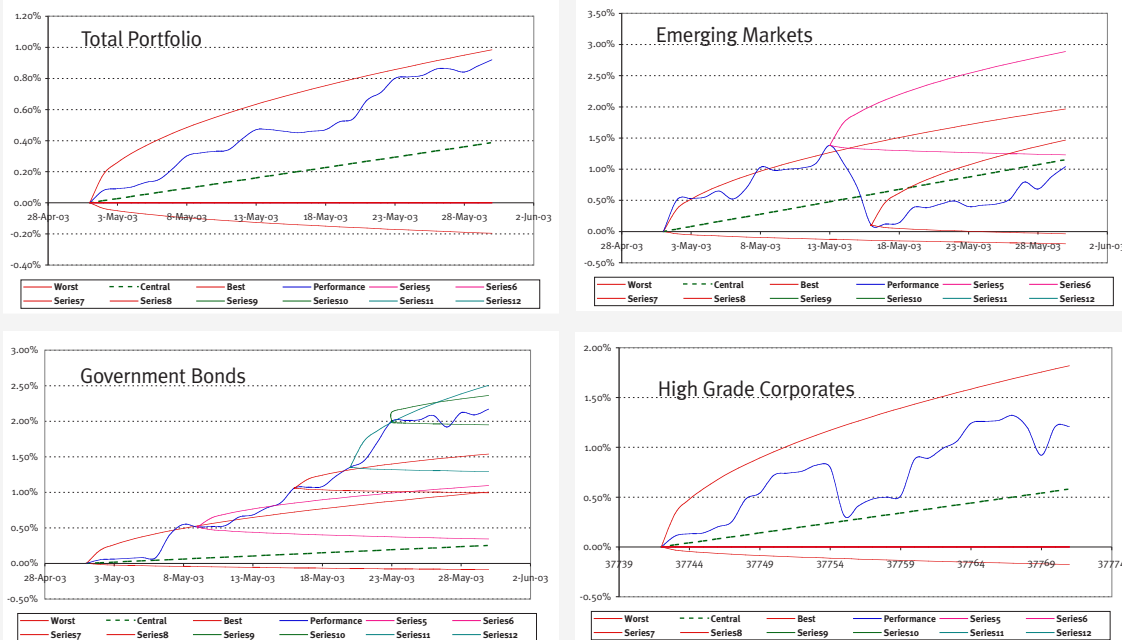 Total Portfolio
1.20%
1.00%
0.80%
0.60%
0.40%
0.20%
0.00%
-0.20%
-0.40%
28-Apr-03 3-May-03 8-May-03 13-May-03 18-May-03 23-May-03 28-May-03 2-Jun-03
Worst Central Best Performance Series5 Series6
Series7 Series8 Series9 Series10 Series11 Series12
Emerging Markets
3.50%
3.00%
2.50%
2.00%
1.50%
1.00%
0.50%
0.00%
-0.50%
28-Apr-03 3-May-03 8-May-03 13-May-03 18-May-03 23-May-03 28-May-03 2-Jun-03
Worst Central Best Performance Series5 Series6
Series7 Series8 Series9 Series10 Series11 Series12
Government Bonds
3.00%
2.50%
2.00%
1.50%
1.00%
0.50%
0.00%
-0.50%
28-Apr-03 3-May-03 8-May-03 13-May-03 18-May-03 23-May-03 28-May-03 2-Jun-03
Worst Central Best Performance Series5 Series6
Series7 Series8 Series9 Series10 Series11 Series12
High Grade Corporates
2.00%
1.50%
1.00%
0.50%
0.00%
-0.50%
37739 37744 37749 37754 37759 37764 37769 37774
Worst Central Best Performance Series5 Series6
Series7 Series8 Series9 Series10 Series11 Series12